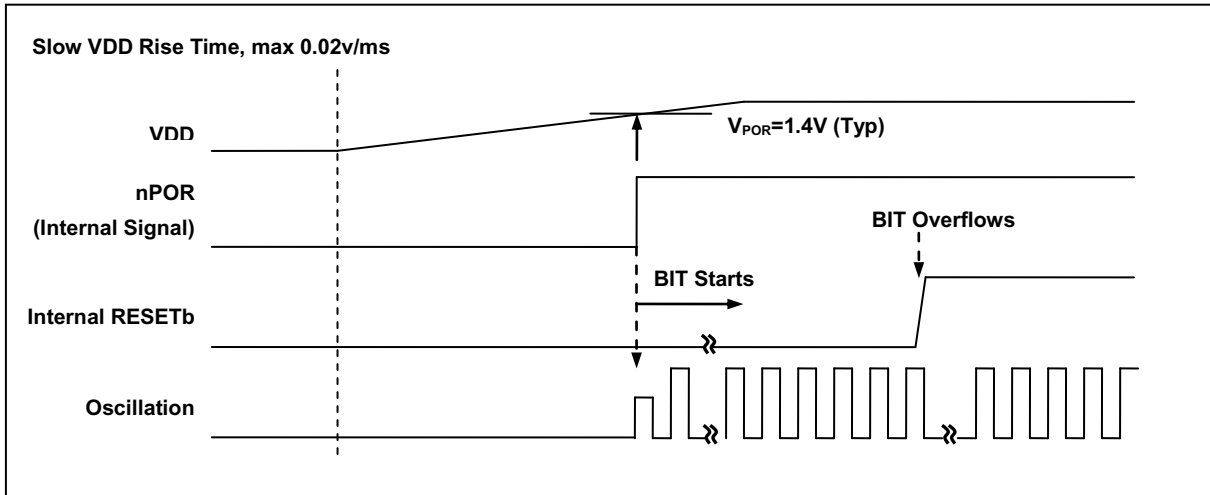 Slow VDD Rise Time, max 0.02v/ms
VDD
VPOR=1.4V (Typ)
nPOR
(Internal Signal)
BIT Overflows
BIT Starts
Internal RESETb
Oscillation